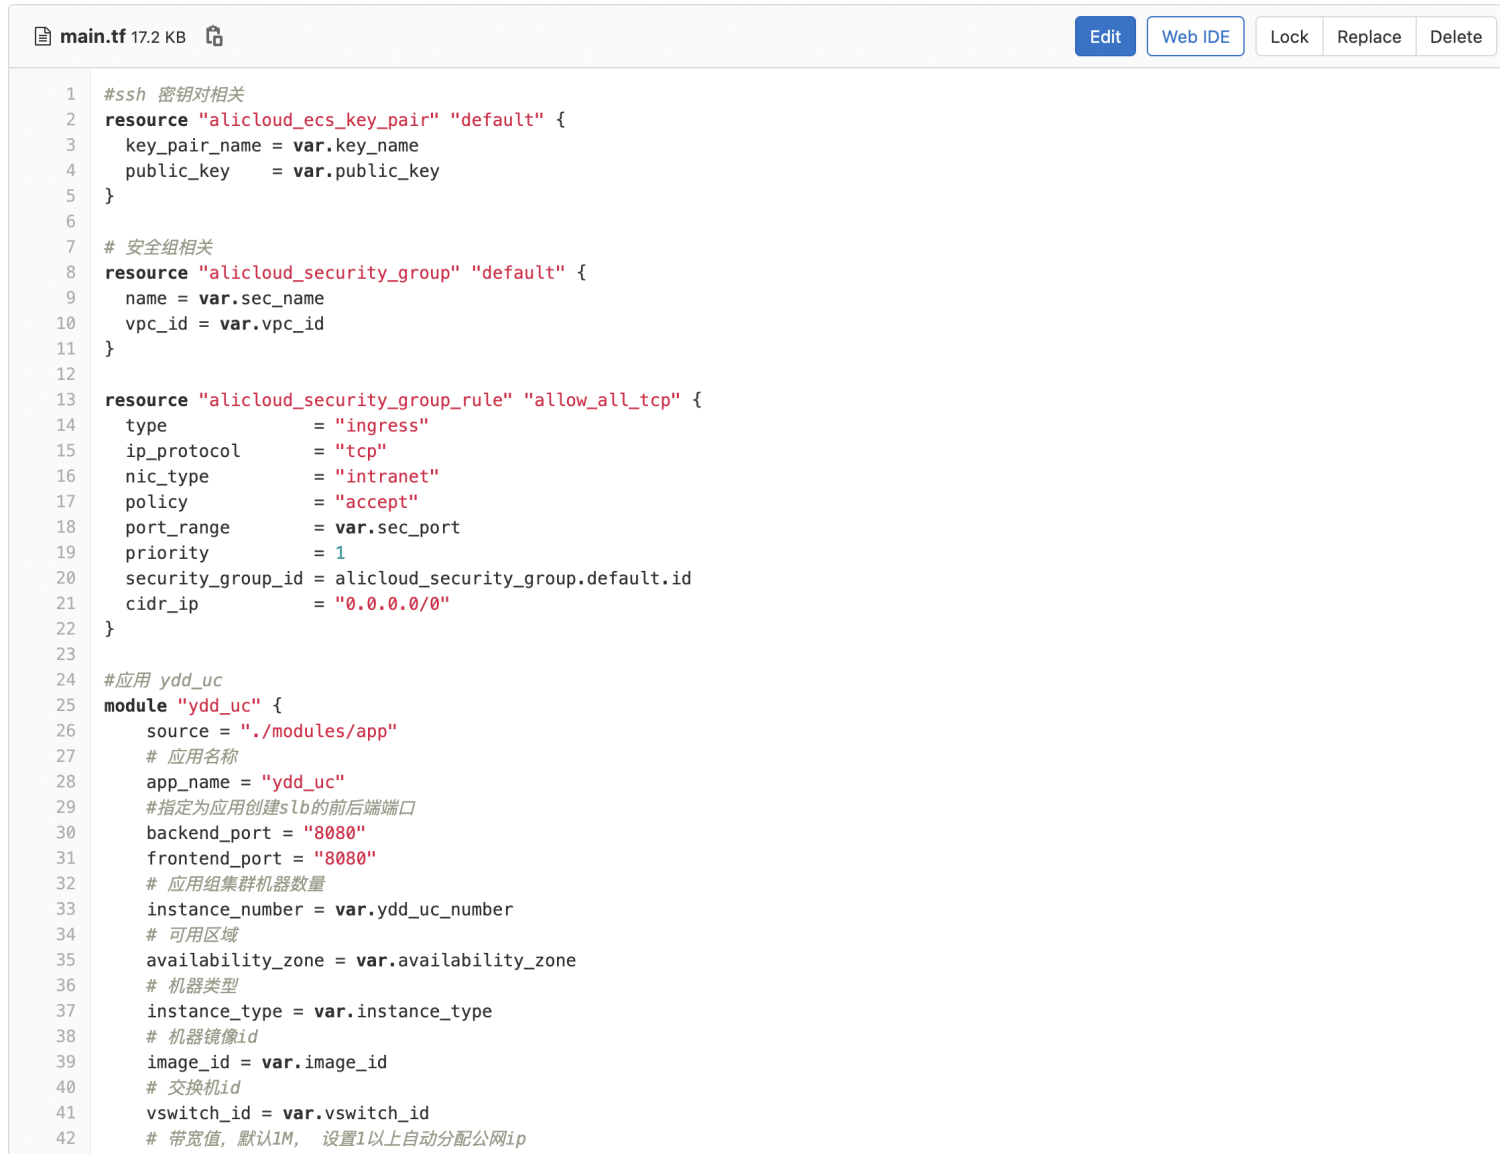 main.tf 17.2 KB
Edit
Web IDE
Lock
Replace
Delete
1 #ssh 密钥对相关
2 resource "alicloud_ecs_key_pair" "default" {
3   key_pair_name = var.key_name
4   public_key    = var.public_key
5 }
6
7 # 安全组相关
8 resource "alicloud_security_group" "default" {
9   name = var.sec_name
10   vpc_id = var.vpc_id
11 }
12
13 resource "alicloud_security_group_rule" "allow_all_tcp" {
14   type              = "ingress"
15   ip_protocol       = "tcp"
16   nic_type          = "intranet"
17   policy            = "accept"
18   port_range        = var.sec_port
19   priority          = 1
20   security_group_id = alicloud_security_group.default.id
21   cidr_ip           = "0.0.0.0/0"
22 }
23
24 #应用 ydd_uc
25 module "ydd_uc" {
26     source = "./modules/app"
27     # 应用名称
28     app_name = "ydd_uc"
29     #指定为应用创建slb的前后端端口
30     backend_port = "8080"
31     frontend_port = "8080"
32     # 应用组集群机器数量
33     instance_number = var.ydd_uc_number
34     # 可用区域
35     availability_zone = var.availability_zone
36     # 机器类型
37     instance_type = var.instance_type
38     # 机器镜像id
39     image_id = var.image_id
40     # 交换机id
41     vswitch_id = var.vswitch_id
42     # 带宽值，默认1M， 设置1以上自动分配公网ip